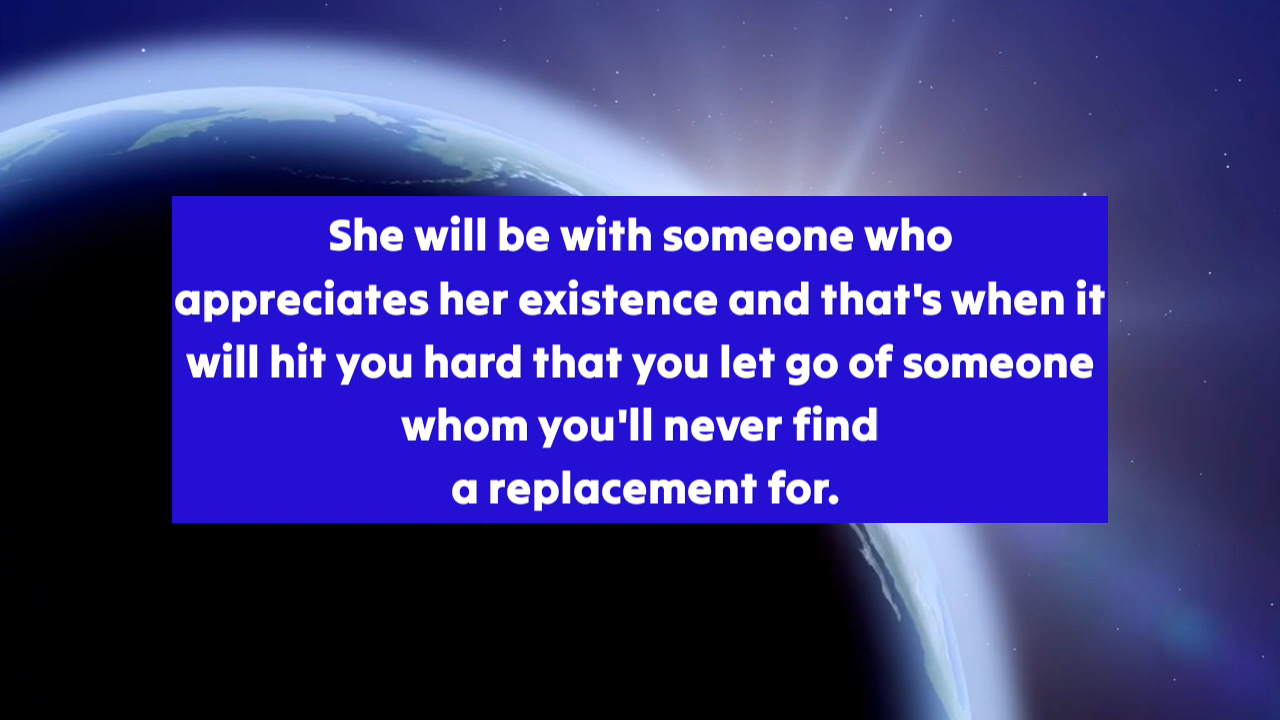 She will be with someone who
appreciates her existence and that's when it
will hit you hard that you let go of someone
whom you'll never find
a replacement for.